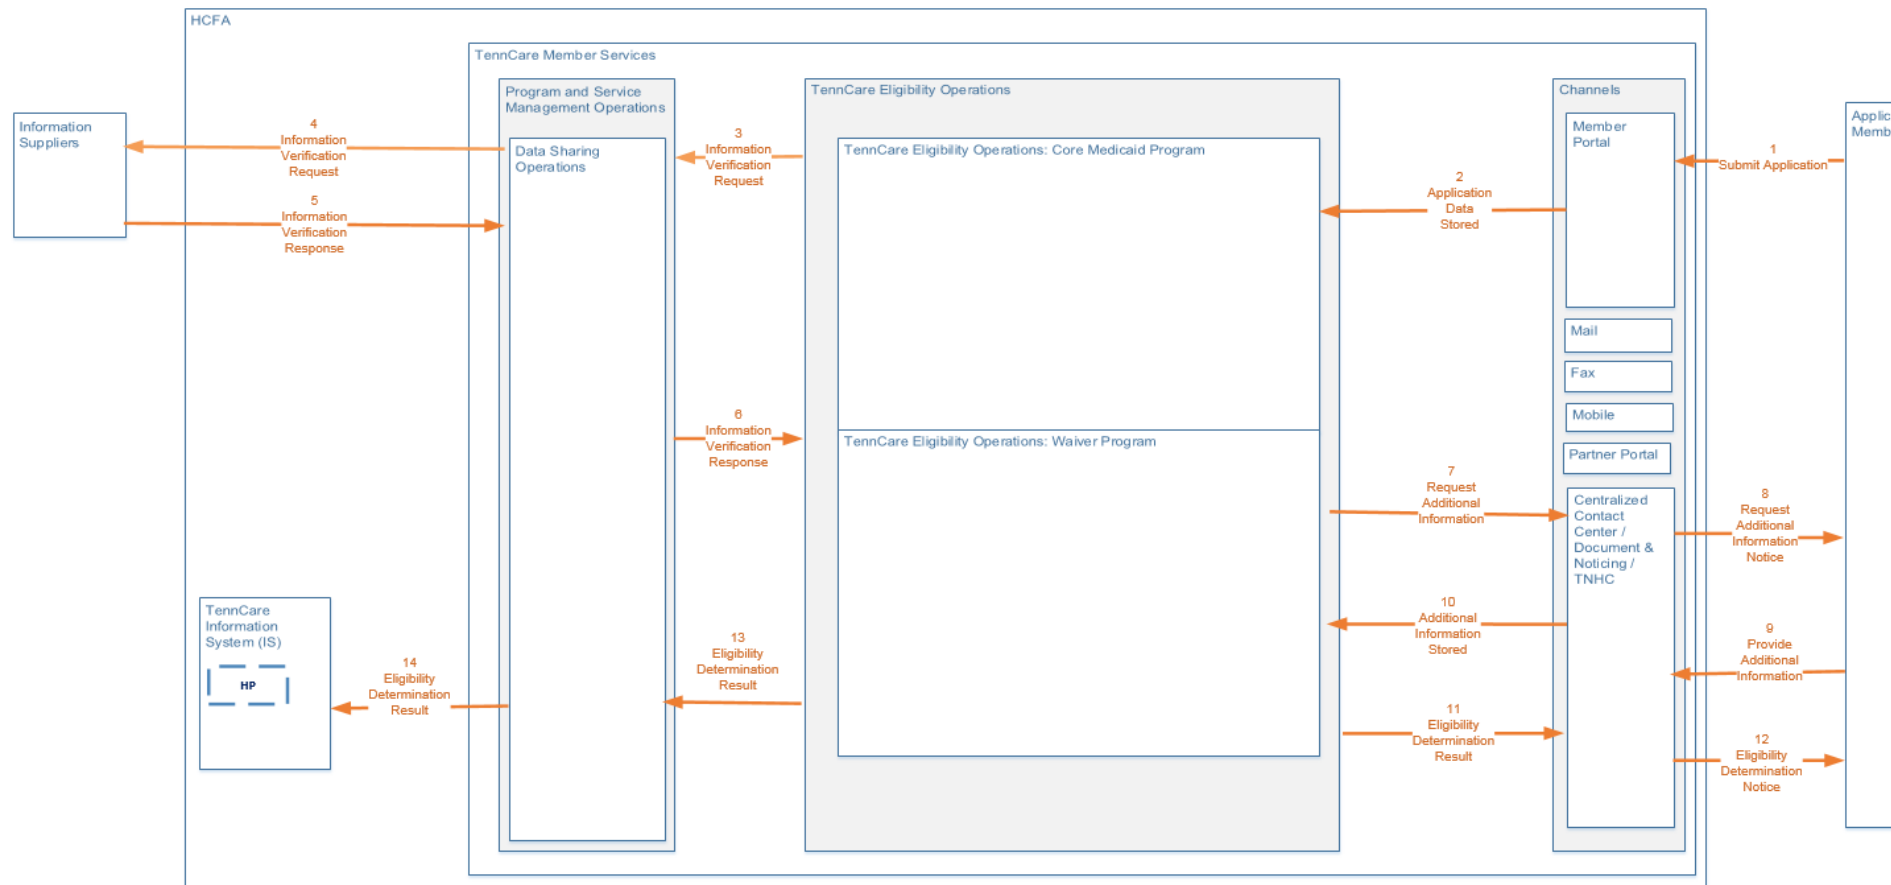 HCFA
TennCare Member Services
Program and Service
Management Operations
TennCare Eligibility Operations
Channels
Information
Suppliers
4
Information
Verification
Request
5
Information
Verification
Response
Data Sharing
Operations
3
Information
Verification
Request
TennCare Eligibility Operations: Core Medicaid Program
2
Application
Data
Stored
Member
Portal
1
Submit Application
Applic
Memb
Mail
Fax
Mobile
Partner Portal
6
Information
Verification
Response
TennCare Eligibility Operations: Waiver Program
7
Request
Additional
Information
Centralized
Contact
Center /
Document &
Noticing /
TNHC
8
Request
Additional
Information
Notice
10
Additional
Information
Stored
9
Provide
Additional
Information
TennCare
Information
System (IS)
HP
14
Eligibility
Determination
Result
13
Eligibility
Determination
Result
11
Eligibility
Determination
Result
12
Eligibility
Determination
Notice